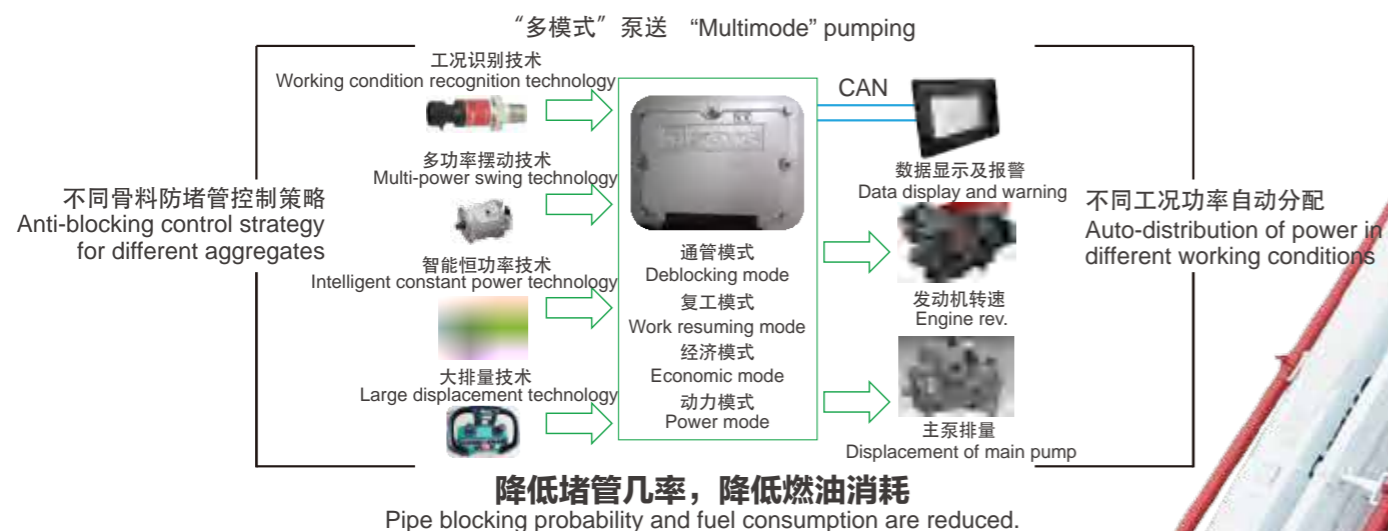 “多模式”泵送 “Multimode” pumping
工况识别技术
Working condition recognition technology
多功率摆动技术
Multi-power swing technology
智能恒功率技术
Intelligent constant power technology
大排量技术
Large displacement technology
不同骨料防堵管控制策略
Anti-blocking control strategy
for different aggregates
通管模式
Deblocking mode
复工模式
Work resuming mode
经济模式
Economic mode
动力模式
Power mode
CAN
数据显示及报警
Data display and warning
发动机转速
Engine rev.
主泵排量
Displacement of main pump
不同工况功率自动分配
Auto-distribution of power in
different working conditions
降低堵管几率，降低燃油消耗
Pipe blocking probability and fuel consumption are reduced.